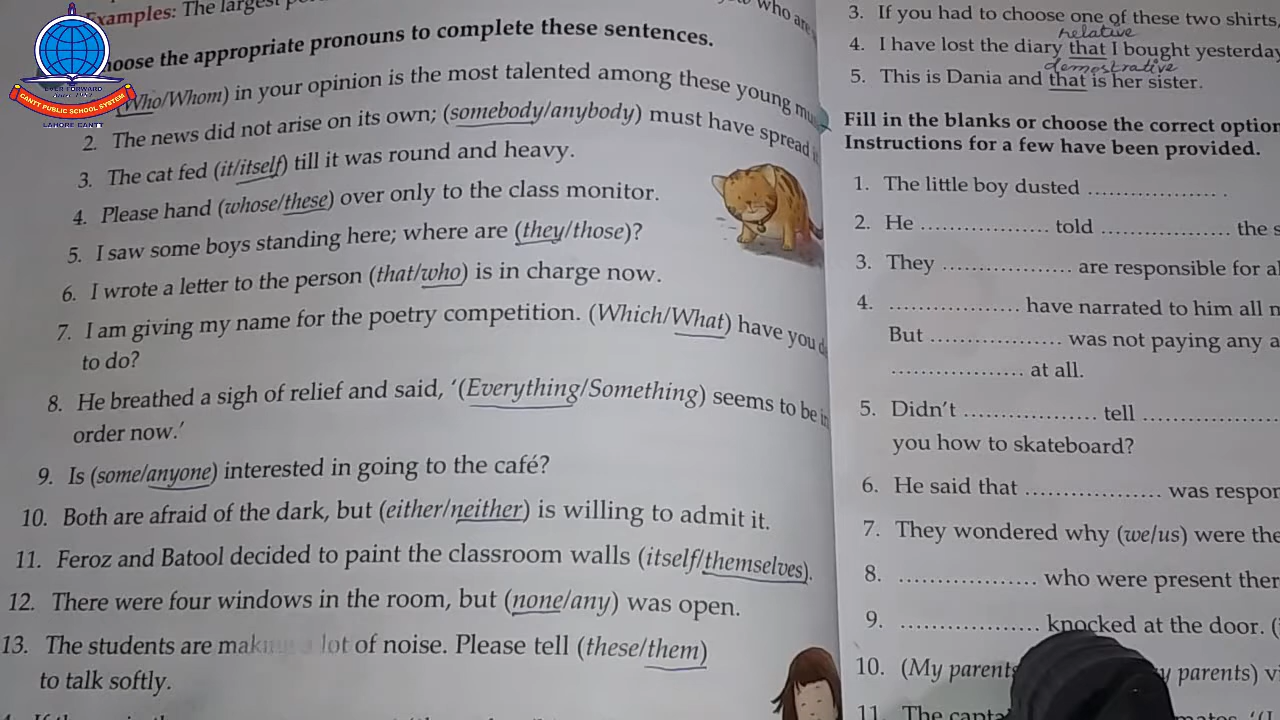 Examples: The largest
who are
hoose the appropriate pronouns to complete these sentences.
(Who/Whom) in your opinion is the most talented among these young
2. The news did not arise on its own; (somebody/anybody) must have spread
3. The cat fed (it/itself) till it was round and heavy.
4. Please hand (whose/these) over only to the class monitor.
5. I saw some boys standing here; where are (they/those)?
6. I wrote a letter to the person (that/who) is in charge now.
7. I am giving my name for the poetry competition. (Which/What) have you
to do?
8. He breathed a sigh of relief and said, ‘(Everything/Something) seems to be
order now.’
9. Is (some/anyone) interested in going to the café?
10. Both are afraid of the dark, but (either/neither) is willing to admit it.
11. Feroz and Batool decided to paint the classroom walls (itself/themselves).
12. There were four windows in the room, but (none/any) was open.
13. The students are making a lot of noise. Please tell (these/them)
to talk softly.
3. If you had to choose one of these two shirts,
relative
4. I have lost the diary that I bought yesterday
demostrative
5. This is Dania and that is her sister.
Fill in the blanks or choose the correct option
Instructions for a few have been provided.
1. The little boy dusted .................... .
2. He .................... told .................... the s
3. They .................... are responsible for al
4. .................... have narrated to him all
But .................... was not paying any a
.................... at all.
5. Didn't .................... tell ....................
you how to skateboard?
6. He said that .................... was respon
7. They wondered why (we/us) were the
8. .................... who were present ther
9. .................... knocked at the door. (
10. (My parents y parents) v
11. The capta
EVER FORWARD
CANTT PUBLIC SCHOOL SYSTEM
LAHORE CANTT